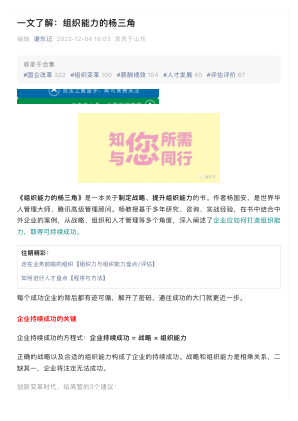 一文了解：组织能力的杨三角
编辑 谢东记 2022-12-04 16:03 发表于山东
收录于合集
#国企改革 222 #组织变革 100 #薪酬绩效 104 #人才发展 40 #评估评价 67
知您所需
与 同行
《组织能力的杨三角》是一本关于制定战略、提升组织能力的书。作者杨国安，是世华
人管理大师、腾讯高级管理顾问。杨教授基于多年研究、咨询、实战经验，在书中结合中
外企业的案例，从战略、组织和人才管理等多个角度，深入阐述了企业应如何打造组织能
力，取得可持续成功。
往期精彩：
走在业务前端的组织【组织力与组织能力盘点/评估】
如何进行人才盘点【程序与方法】
每个成功企业的背后都有迹可循，解开了密码，通往成功的大门就更近一步。
企业持续成功的关键
企业持续成功的方程式：企业持续成功 = 战略 × 组织能力
正确的战略以及合适的组织能力构成了企业的持续成功。战略和组织能力是相乘关系，二
缺其一，企业将注定无法成功。
创新变革时代，给高管的3个建议：